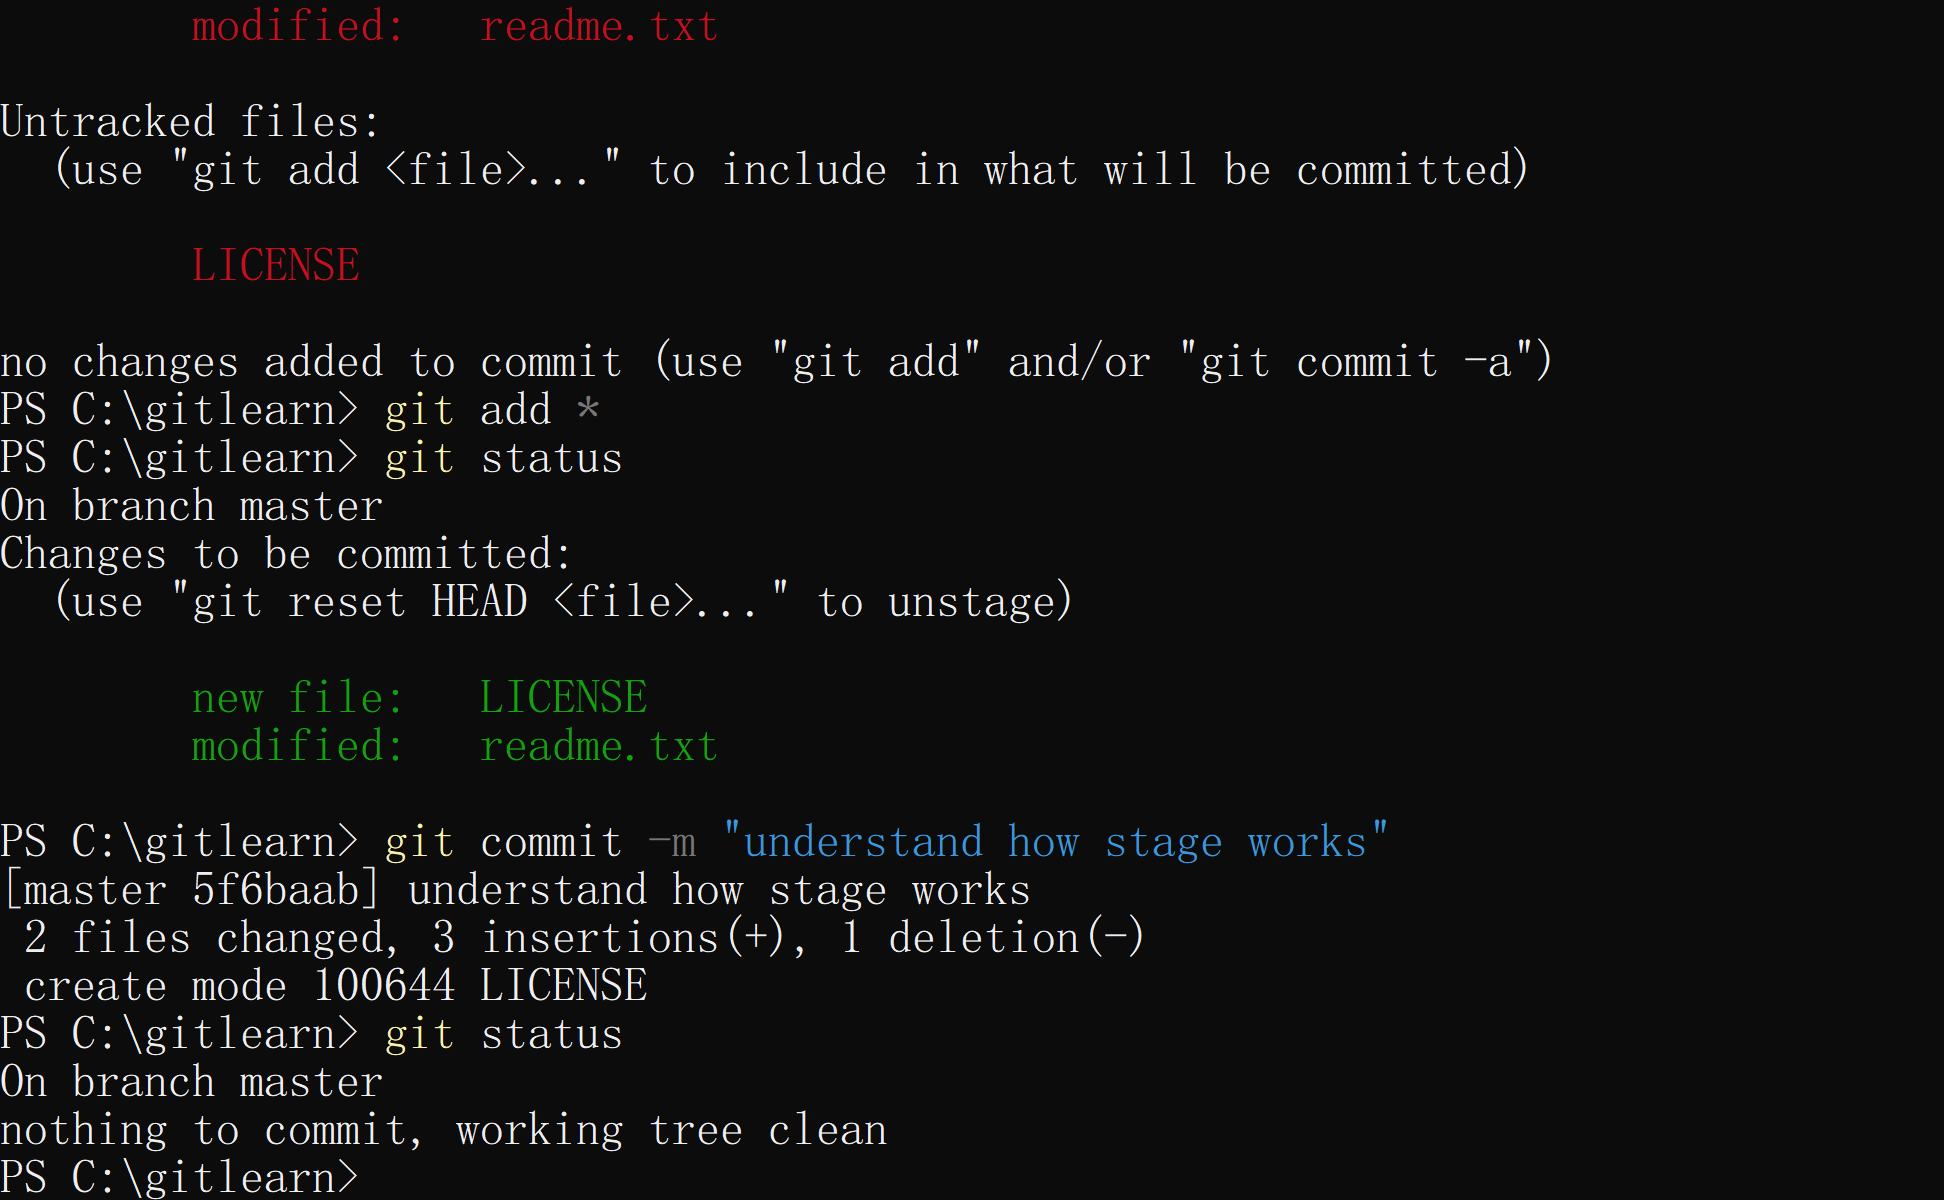 modified:   readme.txt
Untracked files:
  (use "git add <file>..." to include in what will be committed)
LICENSE
no changes added to commit (use "git add" and/or "git commit -a")
PS C:\gitlearn> git add *
PS C:\gitlearn> git status
On branch master
Changes to be committed:
  (use "git reset HEAD <file>..." to unstage)
new file:   LICENSE
modified:   readme.txt
PS C:\gitlearn> git commit -m "understand how stage works"
[master 5f6baab] understand how stage works
 2 files changed, 3 insertions(+), 1 deletion(-)
 create mode 100644 LICENSE
PS C:\gitlearn> git status
On branch master
nothing to commit, working tree clean
PS C:\gitlearn>